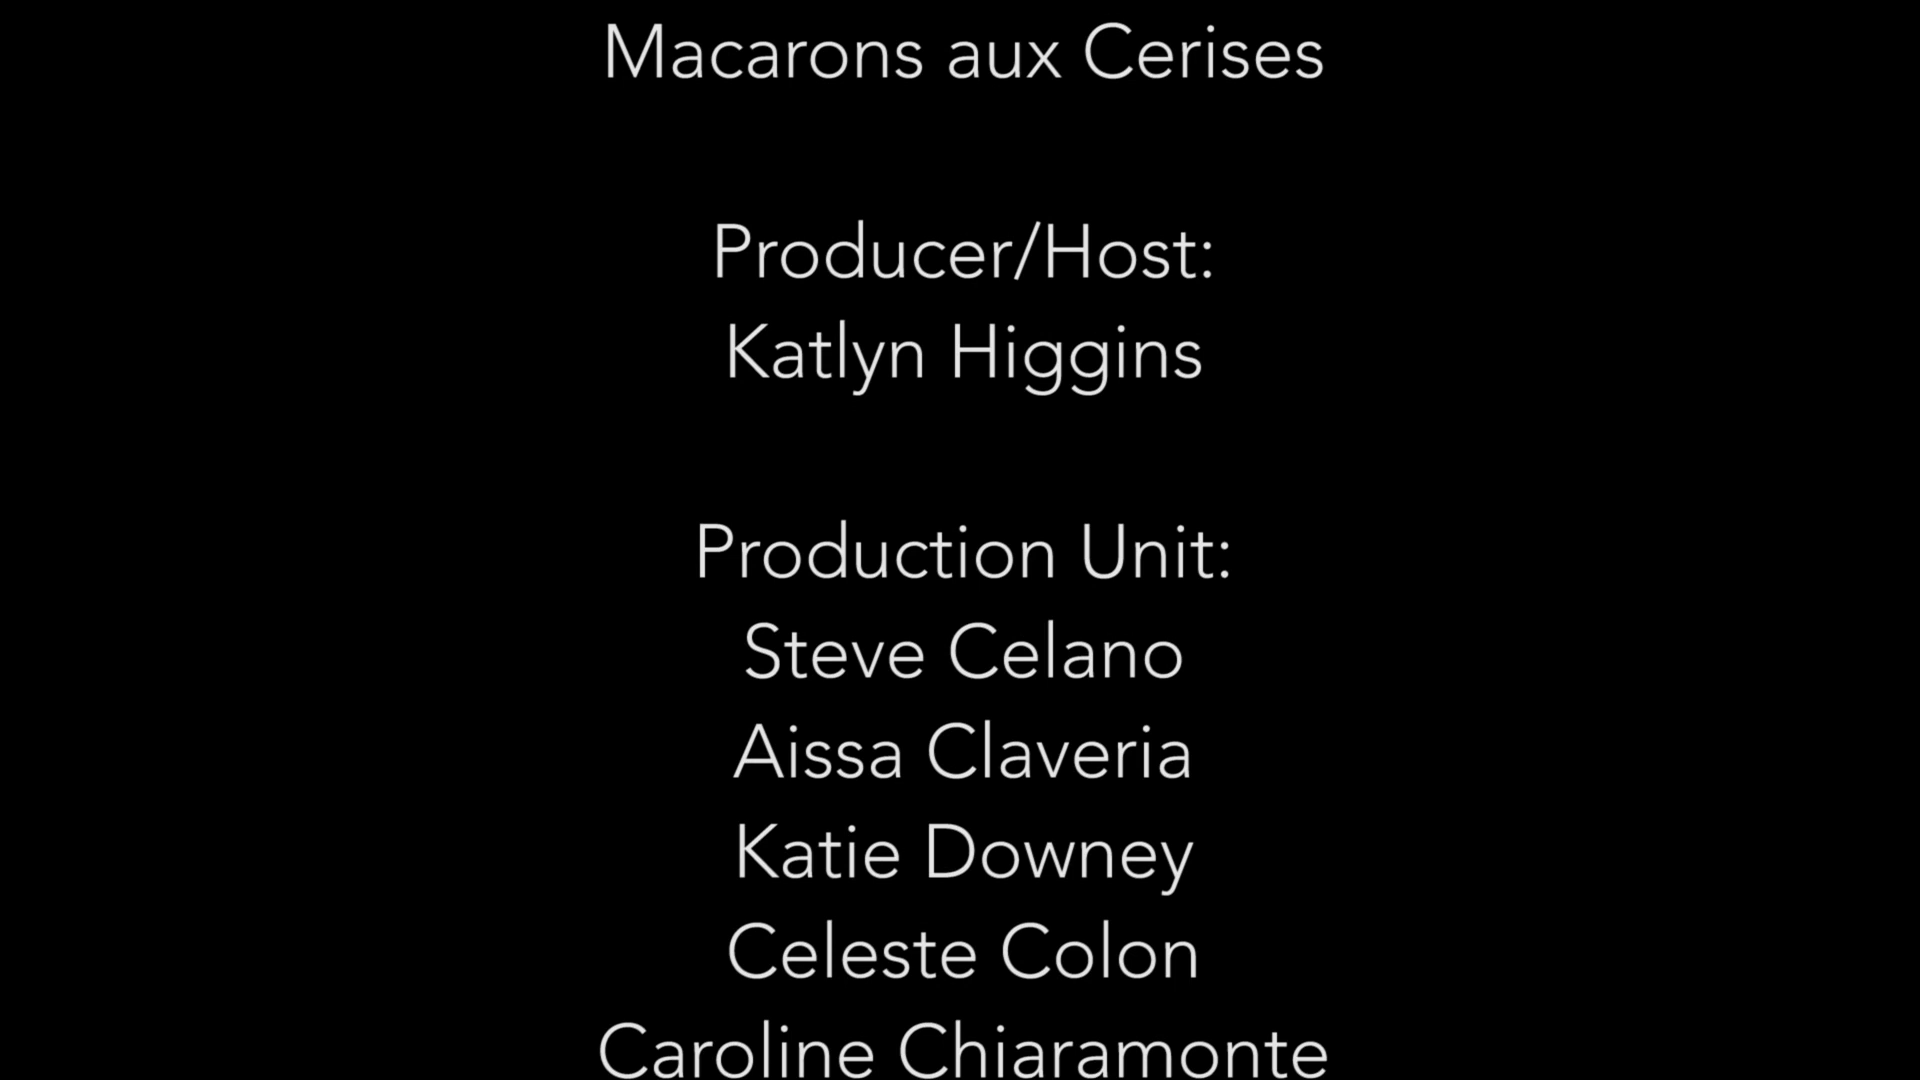 Macarons aux Cerises
Producer/Host:
Katlyn Higgins
Production Unit:
Steve Celano
Aissa Claveria
Katie Downey
Celeste Colon
Caroline Chiaramonte